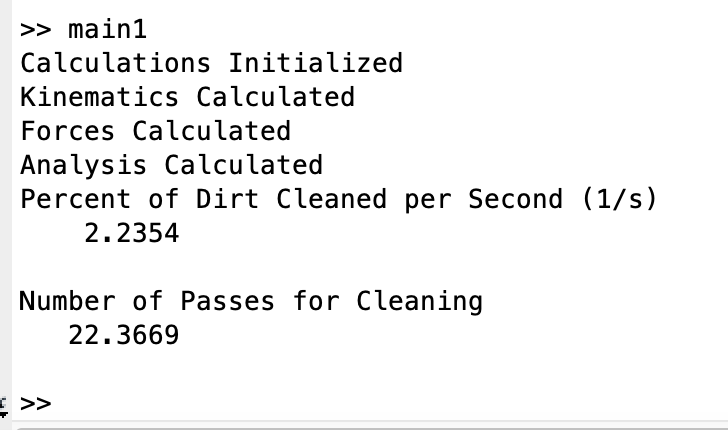 >> main1
Calculations Initialized
Kinematics Calculated
Forces Calculated
Analysis Calculated
Percent of Dirt Cleaned per Second (1/s)
2.2354
Number of Passes for Cleaning
22.3669
>>